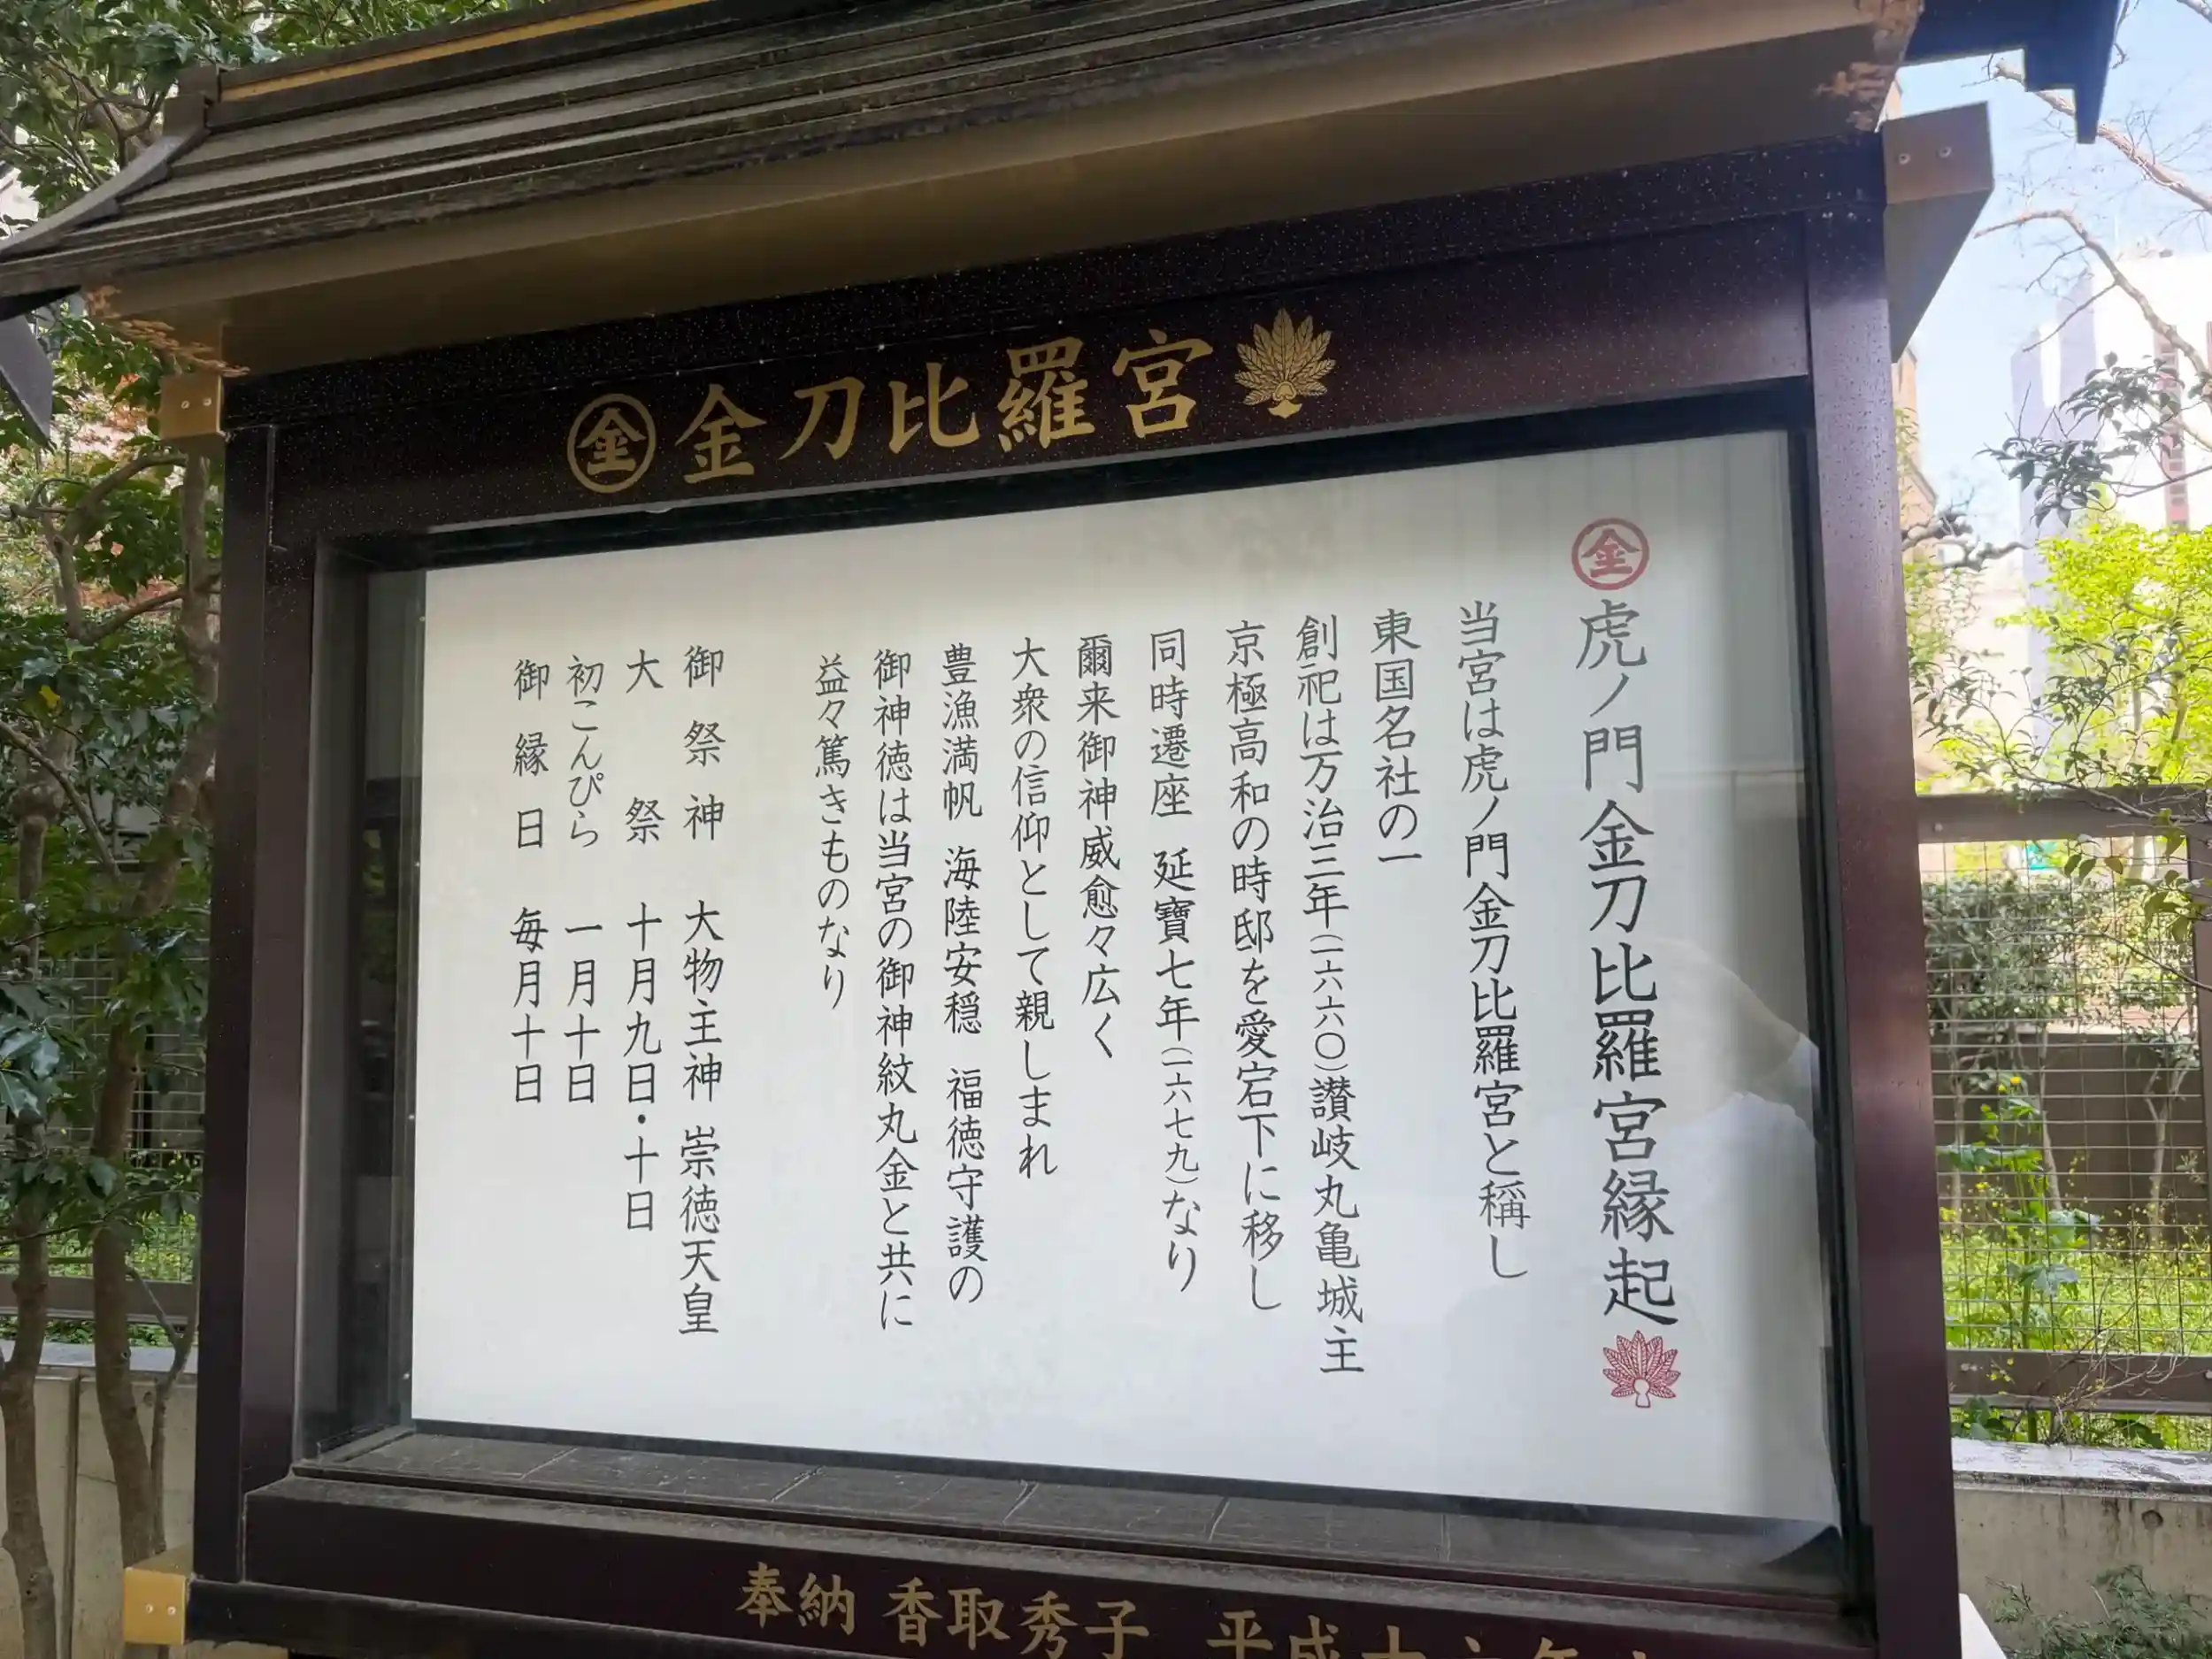 金 金刀比羅宮
金 虎ノ門金刀比羅宮縁起
当宮は虎ノ門金刀比羅宮と稱し
東国名社の一
創祀は万治三年(一六六〇)讃岐丸亀城主
京極高和の時邸を愛宕下に移し
同時遷座 延寶七年(一六七九)なり
爾来御神威愈々広く
大衆の信仰として親しまれ
豊漁満帆 海陸安穏 福徳守護の
御神徳は当宮の御神紋丸金と共に
益々篤きものなり
御祭神 大物主神 崇徳天皇
大祭 十月九日・十日
初こんぴら 一月十日
御縁日 毎月十日
奉納 香取秀子 平成十六年